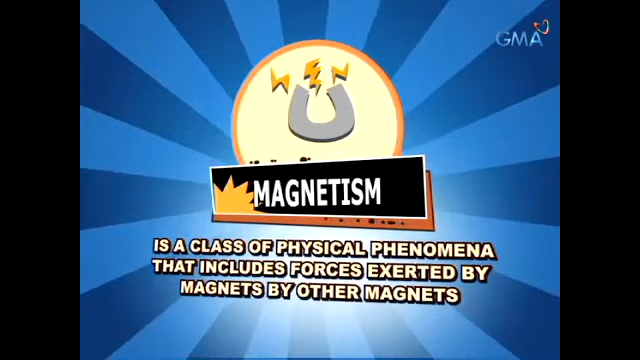 GMA
MAGNETISM
IS A CLASS OF PHYSICAL PHENOMENA
THAT INCLUDES FORCES EXERTED BY
MAGNETS BY OTHER MAGNETS